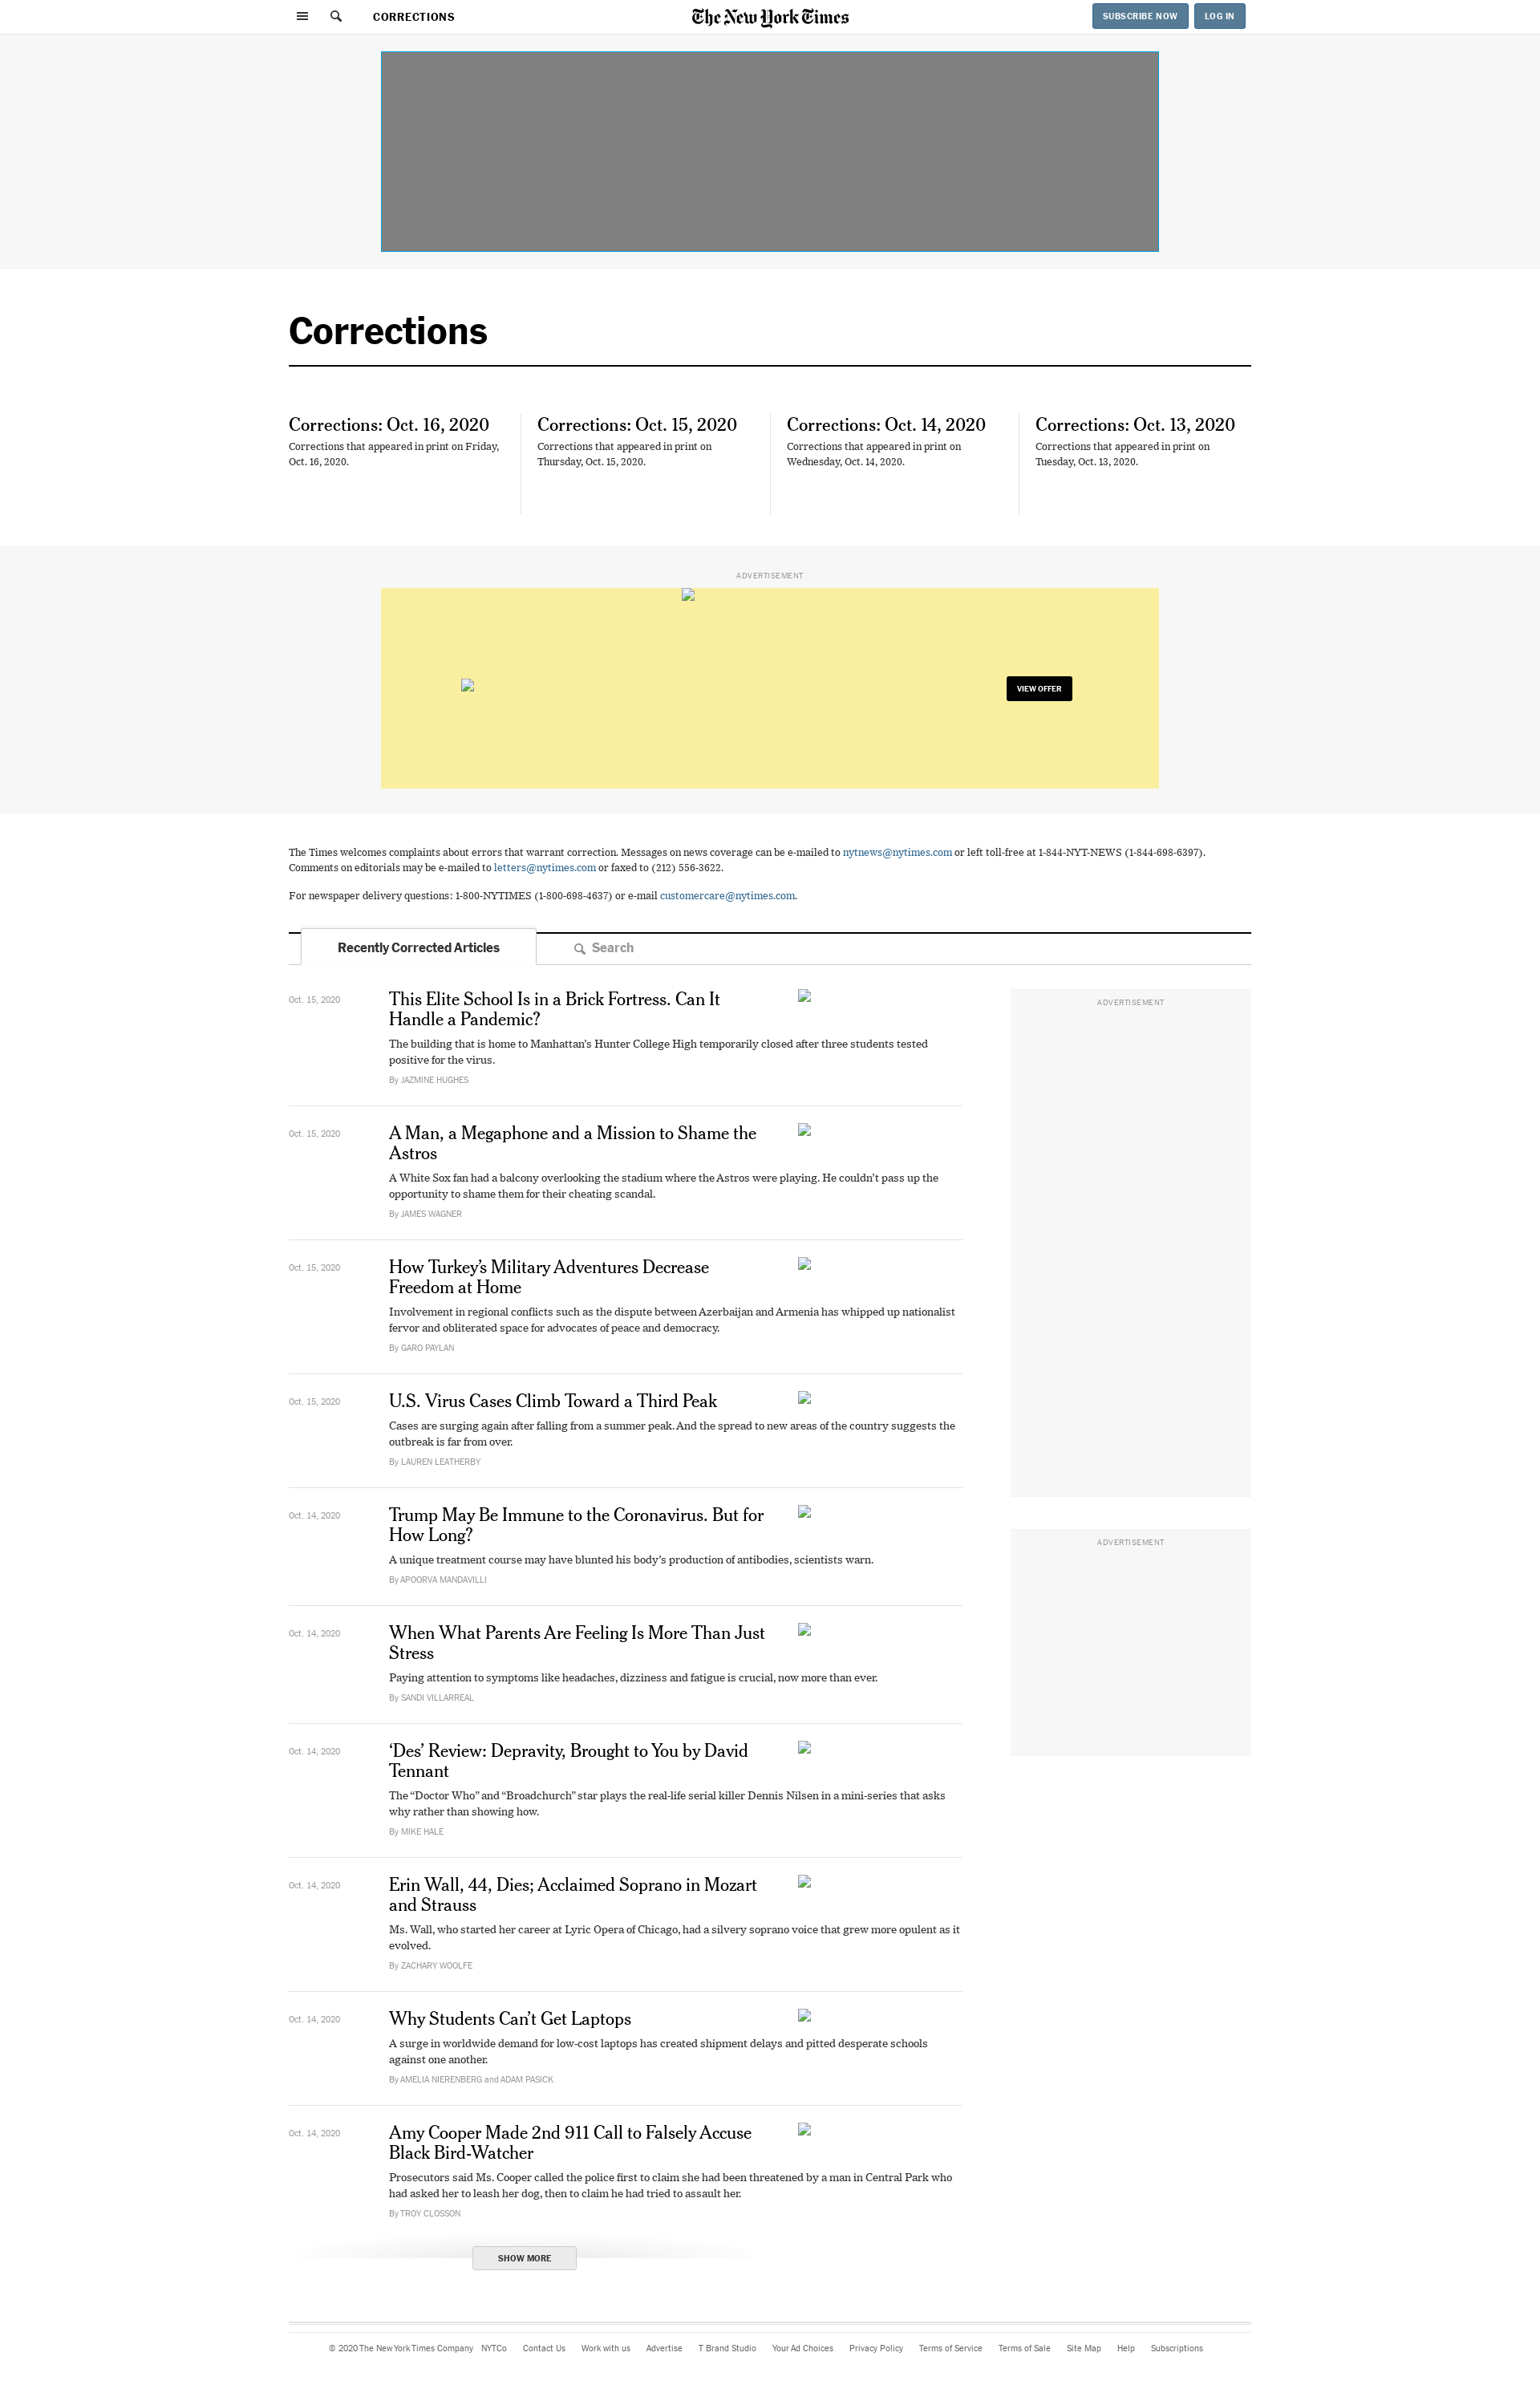 CORRECTIONS
The New York Times
SUBSCRIBE NOW
LOG IN
Corrections
Corrections: Oct. 16, 2020
Corrections that appeared in print on Friday,
Oct. 16, 2020.
Corrections: Oct. 15, 2020
Corrections that appeared in print on
Thursday, Oct. 15, 2020.
Corrections: Oct. 14, 2020
Corrections that appeared in print on
Wednesday, Oct. 14, 2020.
Corrections: Oct. 13, 2020
Corrections that appeared in print on
Tuesday, Oct. 13, 2020.
ADVERTISEMENT
VIEW OFFER
The Times welcomes complaints about errors that warrant correction. Messages on news coverage can be e-mailed to nytnews@nytimes.com or left toll-free at 1-844-NYT-NEWS (1-844-698-6397).
Comments on editorials may be e-mailed to letters@nytimes.com or faxed to (212) 556-3622.
For newspaper delivery questions: 1-800-NYTIMES (1-800-698-4637) or e-mail customercare@nytimes.com.
Recently Corrected Articles
Search
Oct. 15, 2020
This Elite School Is in a Brick Fortress. Can It
Handle a Pandemic?
The building that is home to Manhattan’s Hunter College High temporarily closed after three students tested
positive for the virus.
By JAZMINE HUGHES
ADVERTISEMENT
Oct. 15, 2020
A Man, a Megaphone and a Mission to Shame the
Astros
A White Sox fan had a balcony overlooking the stadium where the Astros were playing. He couldn’t pass up the
opportunity to shame them for their cheating scandal.
By JAMES WAGNER
Oct. 15, 2020
How Turkey’s Military Adventures Decrease
Freedom at Home
Involvement in regional conflicts such as the dispute between Azerbaijan and Armenia has whipped up nationalist
fervor and obliterated space for advocates of peace and democracy.
By GARO PAYLAN
Oct. 15, 2020
U.S. Virus Cases Climb Toward a Third Peak
Cases are surging again after falling from a summer peak. And the spread to new areas of the country suggests the
outbreak is far from over.
By LAUREN LEATHERBY
Oct. 14, 2020
Trump May Be Immune to the Coronavirus. But for
How Long?
A unique treatment course may have blunted his body’s production of antibodies, scientists warn.
By APOORVA MANDAVILLI
ADVERTISEMENT
Oct. 14, 2020
When What Parents Are Feeling Is More Than Just
Stress
Paying attention to symptoms like headaches, dizziness and fatigue is crucial, now more than ever.
By SANDI VILLARREAL
Oct. 14, 2020
‘Des’ Review: Depravity, Brought to You by David
Tennant
The “Doctor Who” and “Broadchurch” star plays the real-life serial killer Dennis Nilsen in a mini-series that asks
why rather than showing how.
By MIKE HALE
Oct. 14, 2020
Erin Wall, 44, Dies; Acclaimed Soprano in Mozart
and Strauss
Ms. Wall, who started her career at Lyric Opera of Chicago, had a silvery soprano voice that grew more opulent as it
evolved.
By ZACHARY WOOLFE
Oct. 14, 2020
Why Students Can’t Get Laptops
A surge in worldwide demand for low-cost laptops has created shipment delays and pitted desperate schools
against one another.
By AMELIA NIERENBERG and ADAM PASICK
Oct. 14, 2020
Amy Cooper Made 2nd 911 Call to Falsely Accuse
Black Bird-Watcher
Prosecutors said Ms. Cooper called the police first to claim she had been threatened by a man in Central Park who
had asked her to leash her dog, then to claim he had tried to assault her.
By TROY CLOSSON
SHOW MORE
© 2020 The New York Times Company NYTCo Contact Us Work with us Advertise T Brand Studio Your Ad Choices Privacy Policy Terms of Service Terms of Sale Site Map Help Subscriptions